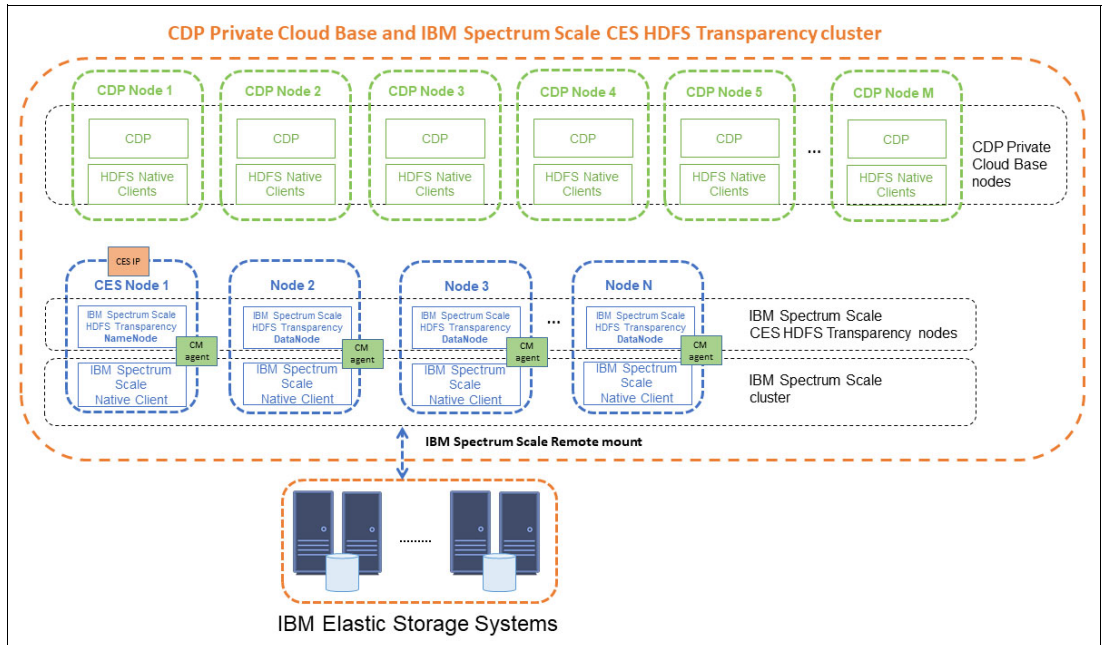 CDP Private Cloud Base and IBM Spectrum Scale CES HDFS Transparency cluster
CDP Node 1
CDP Node 2
CDP Node 3
CDP Node 4
CDP Node 5
CDP Node M
CDP
CDP
CDP
CDP
CDP
...
CDP
HDFS Native
Clients
HDFS Native
Clients
HDFS Native
Clients
HDFS Native
Clients
HDFS Native
Clients
HDFS Native
Clients
CDP Private
Cloud Base
nodes
CES IP
CES Node 1
Node 2
Node 3
Node N
IBM Spectrum Scale
HDFS Transparency
NameNode
IBM Spectrum Scale
HDFS Transparency
DataNode
IBM Spectrum Scale
HDFS Transparency
DataNode
...
IBM Spectrum Scale
HDFS Transparency
DataNode
IBM Spectrum Scale
CES HDFS Transparency nodes
CM
agent
CM
agent
CM
agent
CM
agent
IBM Spectrum
Scale
Native Client
IBM Spectrum
Scale
Native Client
IBM Spectrum
Scale
Native Client
IBM Spectrum
Scale
Native Client
IBM Spectrum Scale
cluster
IBM Spectrum Scale Remote mount
.........
IBM Elastic Storage Systems